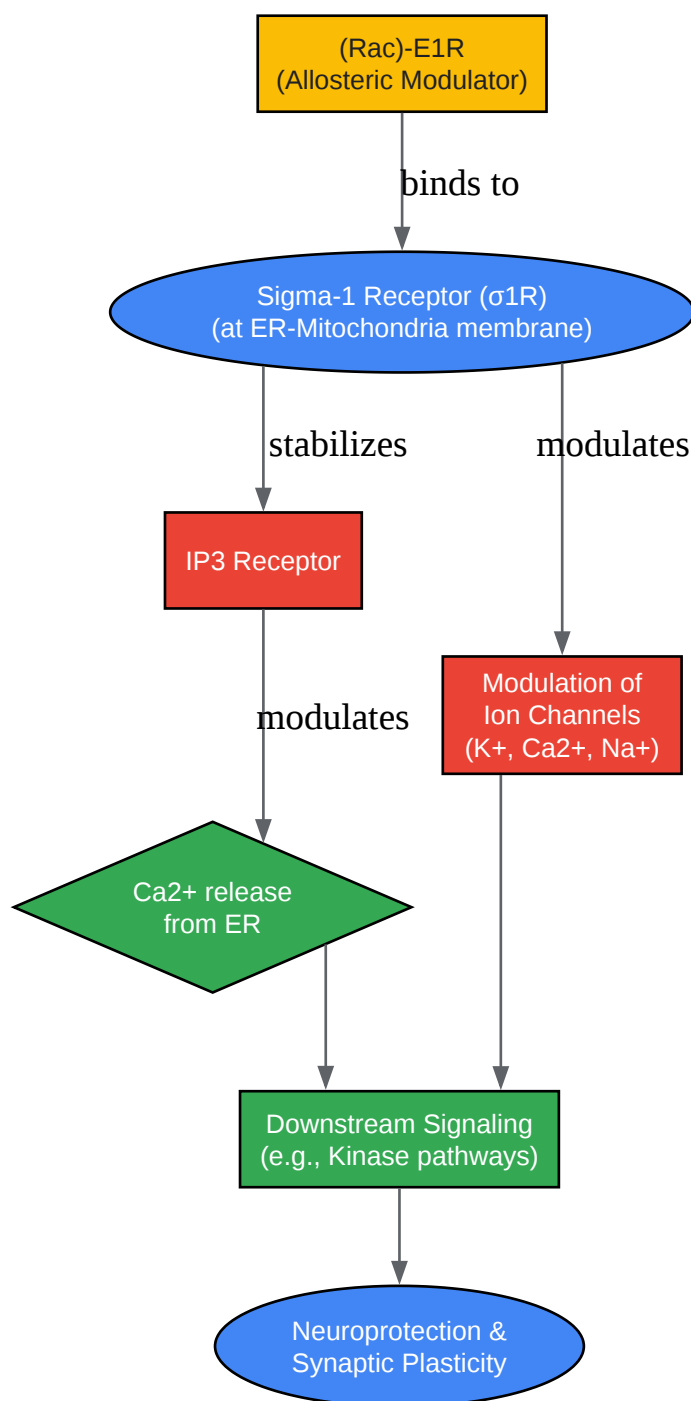 (Rac)-E1R
(Allosteric Modulator)
binds to
Sigma-1 Receptor (σ1R)
(at ER-Mitochondria membrane)
stabilizes
modulates
IP3 Receptor
Modulation of
Ion Channels
(K+, Ca2+, Na+)
modulates
Ca2+ release
from ER
Downstream Signaling
(e.g., Kinase pathways)
Neuroprotection &
Synaptic Plasticity